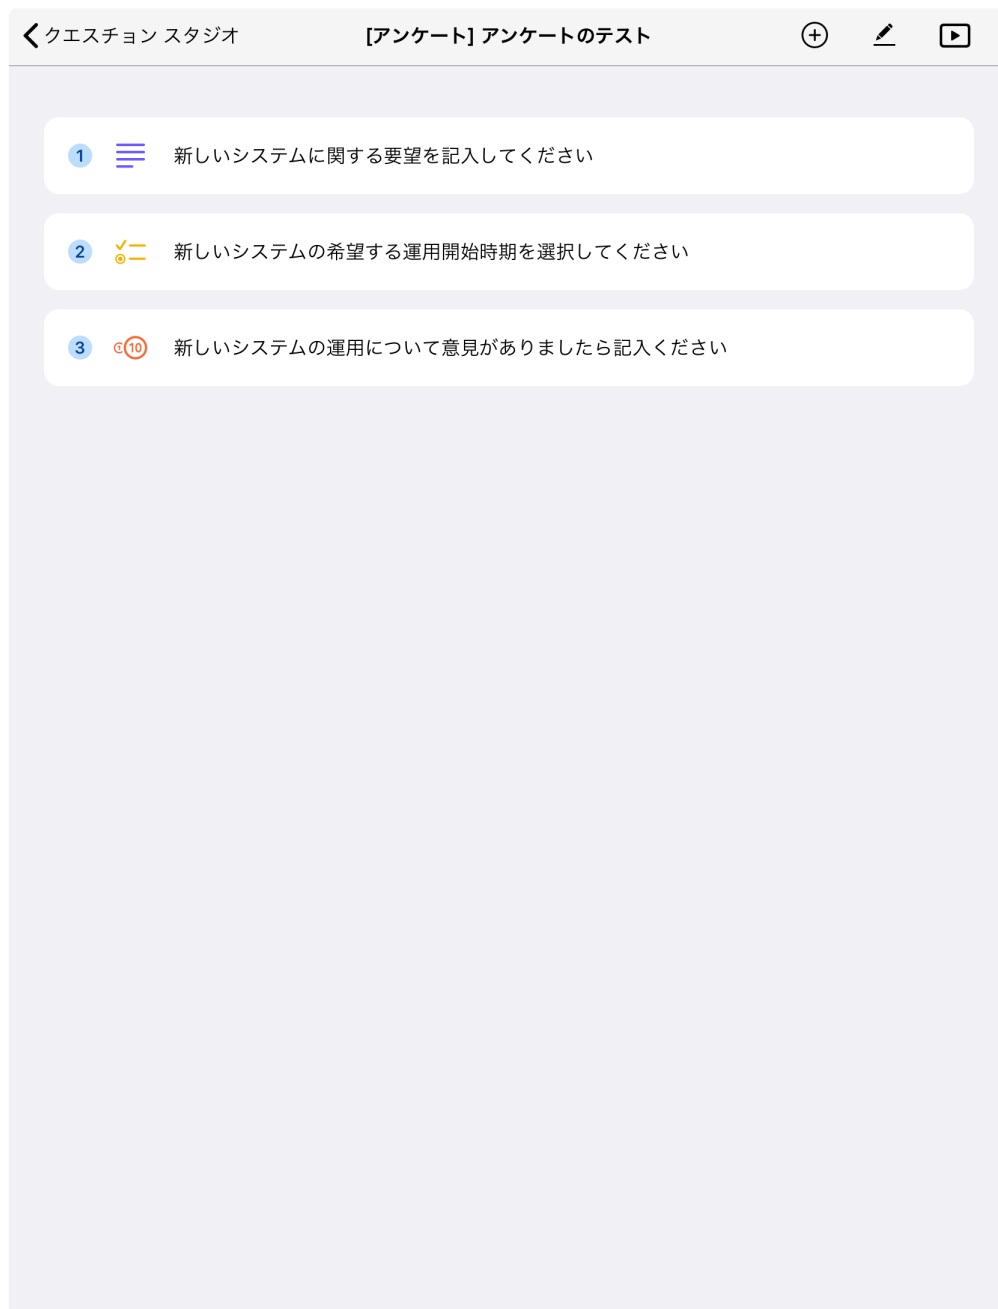 クエスチョン スタジオ
[アンケート] アンケートのテスト
1 新しいシステムに関する要望を記入してください
2 新しいシステムの希望する運用開始時期を選択してください
3 1 10 新しいシステムの運用について意見がありましたら記入ください